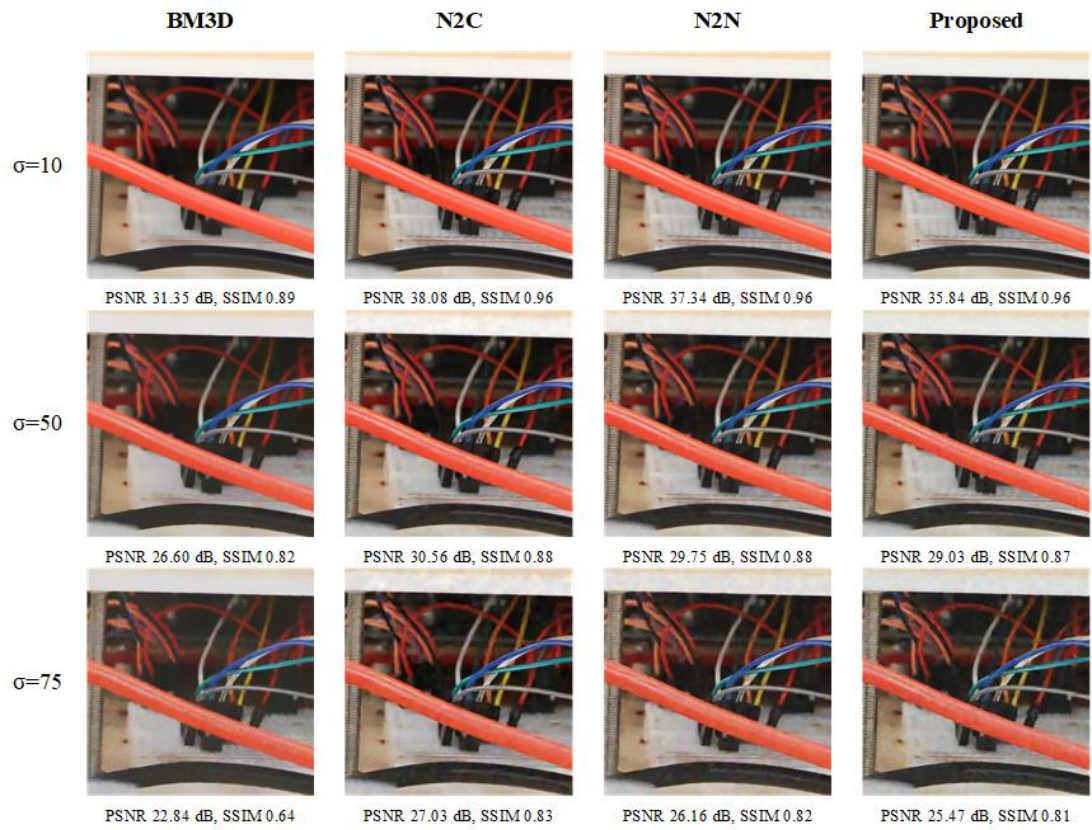 BM3D N2C N2N Proposed
σ=10
PSNR 31.35 dB, SSIM 0.89 PSNR 38.08 dB, SSIM 0.96 PSNR 37.34 dB, SSIM 0.96 PSNR 35.84 dB, SSIM 0.96
σ=50
PSNR 26.60 dB, SSIM 0.82 PSNR 30.56 dB, SSIM 0.88 PSNR 29.75 dB, SSIM 0.88 PSNR 29.03 dB, SSIM 0.87
σ=75
PSNR 22.84 dB, SSIM 0.64 PSNR 27.03 dB, SSIM 0.83 PSNR 26.16 dB, SSIM 0.82 PSNR 25.47 dB, SSIM 0.81